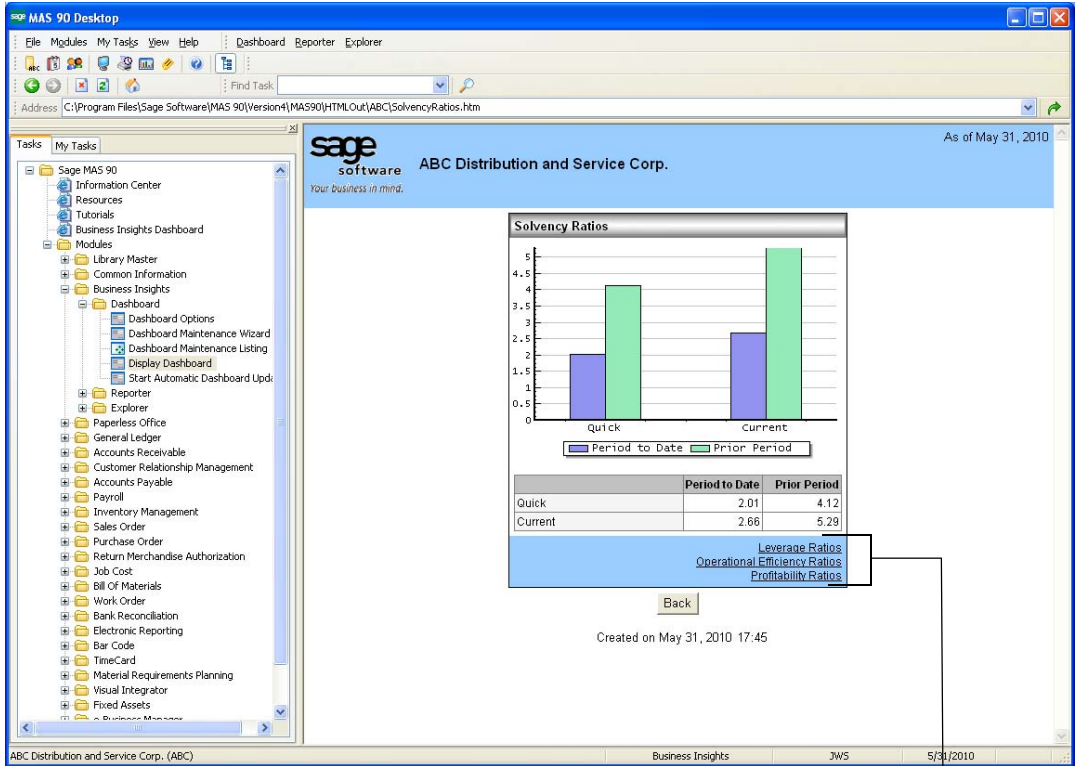 sage MAS 90 Desktop
File Modules My Tasks View Help Dashboard Reporter Explorer
Find Task
Address C:\Program Files\Sage Software\MAS 90\Version4\MAS90\HTMLOut\ABC\SolvencyRatios.htm
Tasks My Tasks
Sage MAS 90
Information Center
Resources
Tutorials
Business Insights Dashboard
Modules
Library Master
Common Information
Business Insights
Dashboard
Dashboard Options
Dashboard Maintenance Wizard
Dashboard Maintenance Listing
Display Dashboard
Start Automatic Dashboard Upda
Reporter
Explorer
Paperless Office
General Ledger
Accounts Receivable
Customer Relationship Management
Accounts Payable
Payroll
Inventory Management
Sales Order
Purchase Order
Return Merchandise Authorization
Job Cost
Bill Of Materials
Work Order
Bank Reconciliation
Electronic Reporting
Bar Code
TimeCard
Material Requirements Planning
Visual Integrator
Fixed Assets
e-Business Manager
sage
software
Your business in mind.
ABC Distribution and Service Corp.
As of May 31, 2010
Solvency Ratios
5
4.5
4
3.5
3
2.5
2
1.5
1
0.5
0
Quick Current
Period to Date Prior Period
Period to Date Prior Period
Quick 2.01 4.12
Current 2.66 5.29
Leverage Ratios
Operational Efficiency Ratios
Profitability Ratios
Back
Created on May 31, 2010 17:45
ABC Distribution and Service Corp. (ABC) Business Insights JWS 5/31/2010